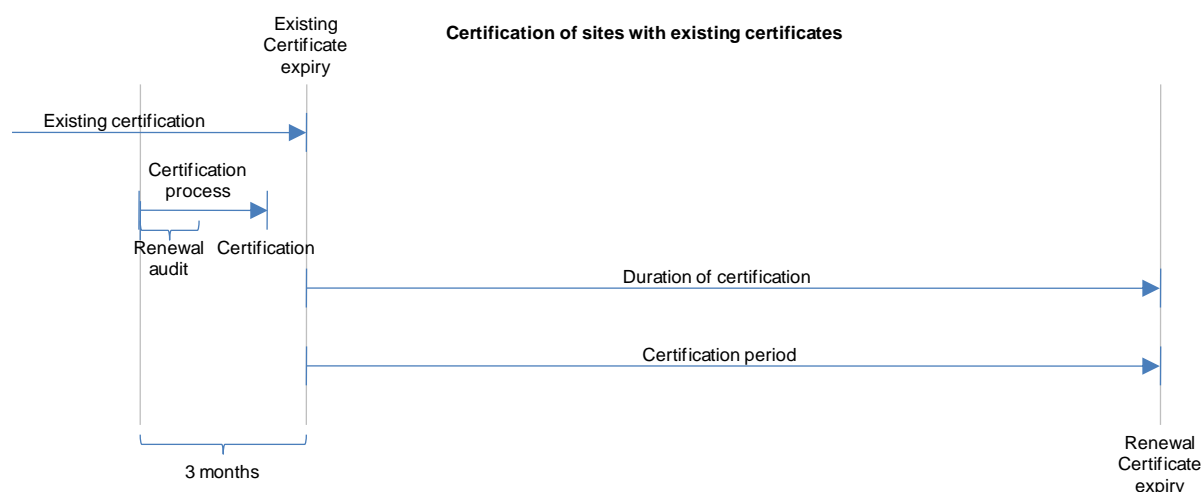 Existing
Certificate
expiry
Certification of sites with existing certificates
Existing certification
Certification
process
Renewal
audit
Certification
Duration of certification
Certification period
3 months
Renewal
Certificate
expiry